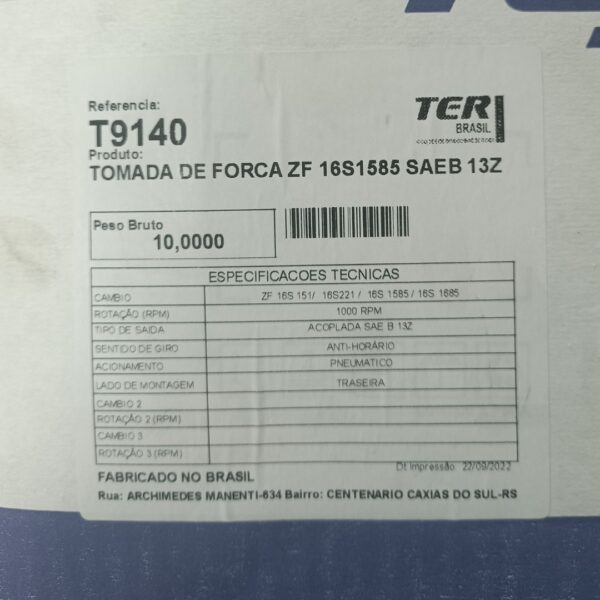 Referencia:
T9140
TER
BRASIL
Produto:
TOMADA DE FORCA ZF 16S1585 SAEB 13Z
Peso Bruto
10,0000
ESPECIFICACOES TECNICAS
CAMBIO ZF 16S 151/ 16S221 / 16S 1585 / 16S 1685
ROTAÇÃO (RPM) 1000 RPM
TIPO DE SAIDA ACOPLADA SAE B 13Z
SENTIDO DE GIRO ANTI-HORÁRIO
ACIONAMENTO PNEUMATICO
LADO DE MONTAGEM TRASEIRA
CAMBIO 2
ROTAÇÃO 2 (RPM)
CAMBIO 3
ROTAÇÃO 3 (RPM)
Dt Impressão 22/09/2022
FABRICADO NO BRASIL
Rua: ARCHIMEDES MANENTI-634 Bairro: CENTENARIO CAXIAS DO SUL-RS